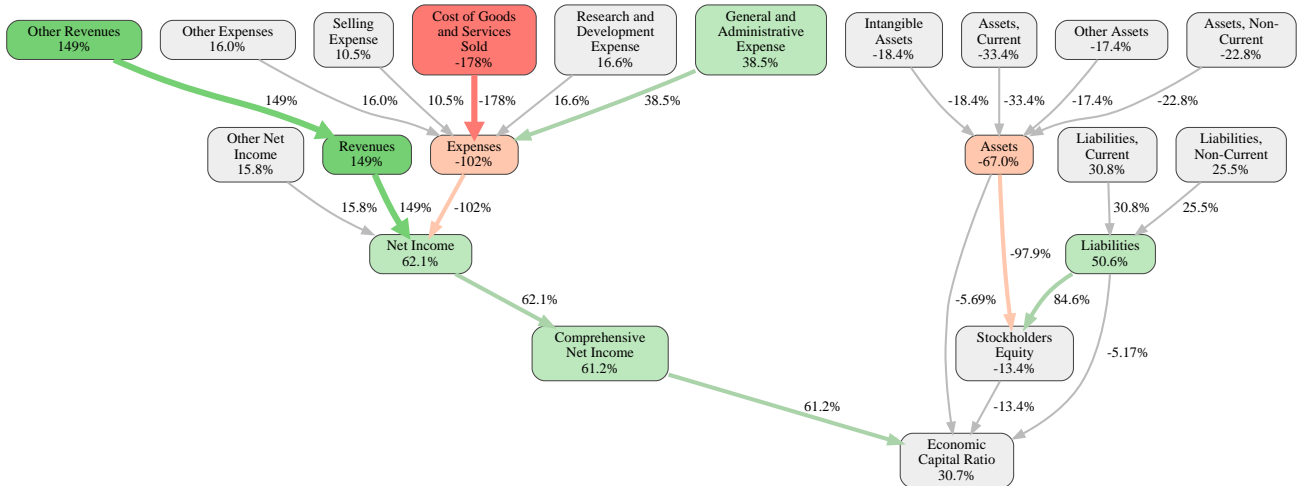 Other Revenues
149%
Other Expenses
16.0%
Selling
Expense
10.5%
Cost of Goods
and Services
Sold
-178%
Research and
Development
Expense
16.6%
General and
Administrative
Expense
38.5%
Intangible
Assets
-18.4%
Assets,
Current
-33.4%
Other Assets
-17.4%
Assets, Non-
Current
-22.8%
149%
16.0%
10.5%
-178%
16.6%
38.5%
-18.4%
-33.4%
-17.4%
-22.8%
Other Net
Income
15.8%
Revenues
149%
Expenses
-102%
Assets
-67.0%
Liabilities,
Current
30.8%
Liabilities,
Non-Current
25.5%
15.8%
149%
-102%
30.8%
25.5%
Net Income
62.1%
Liabilities
50.6%
-97.9%
62.1%
-5.69%
84.6%
Comprehensive
Net Income
61.2%
Stockholders
Equity
-13.4%
-5.17%
61.2%
-13.4%
Economic
Capital Ratio
30.7%